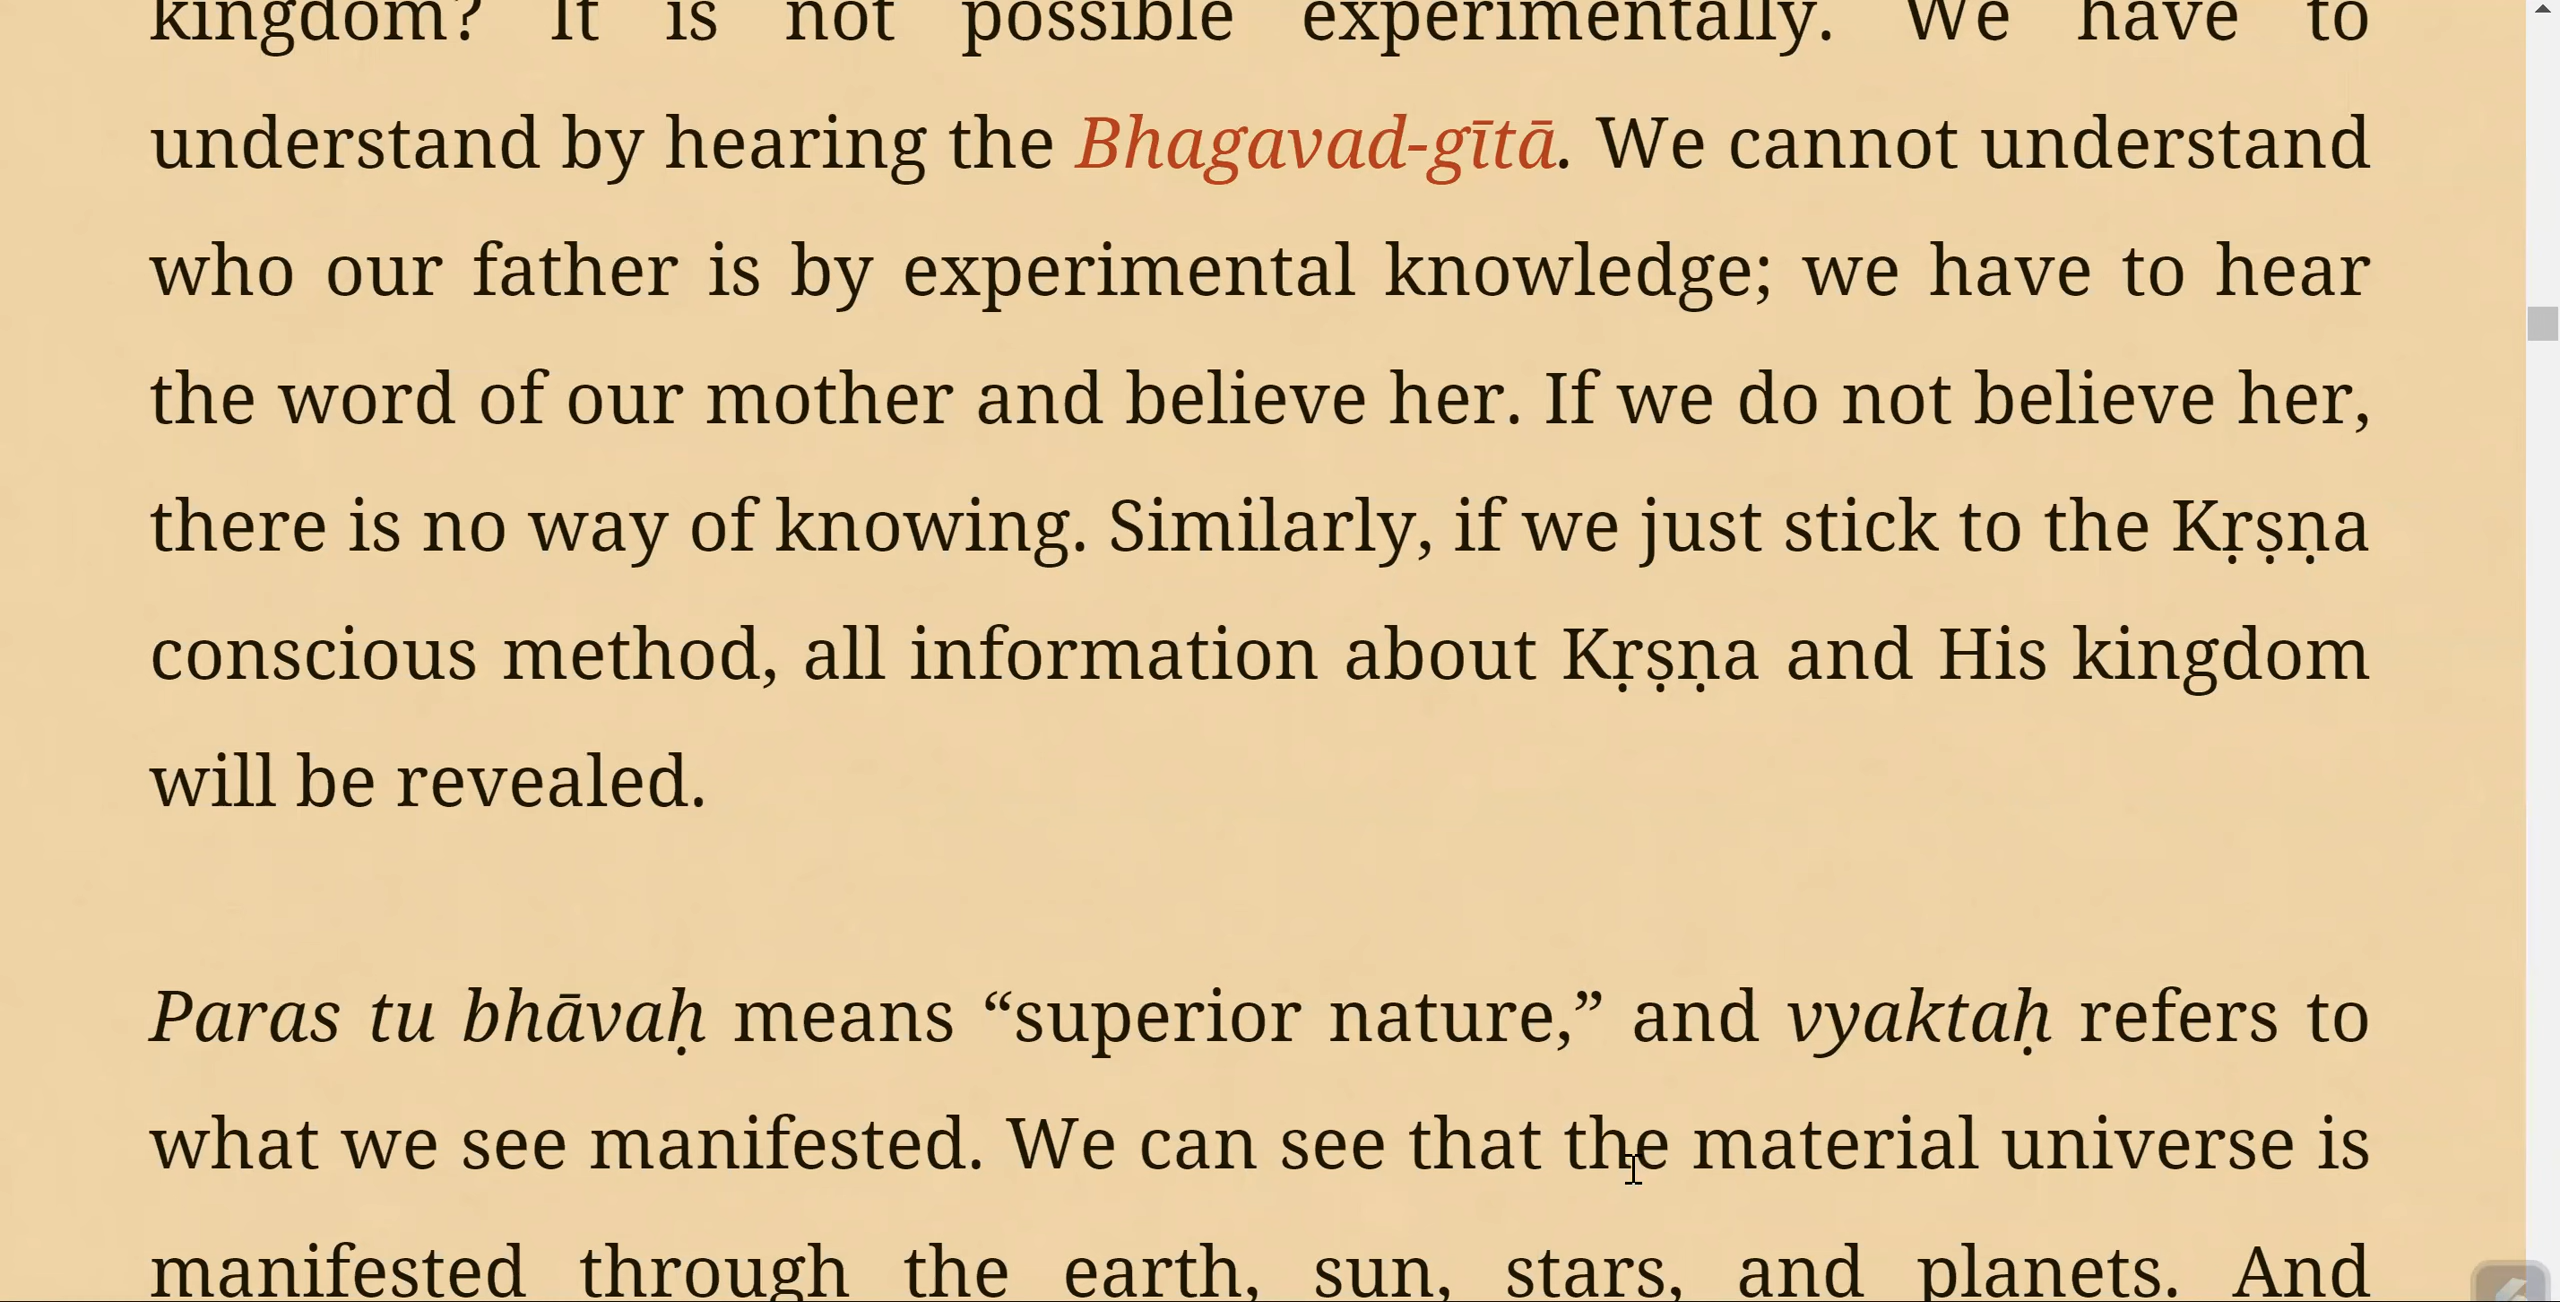 kingdom? It is not possible experimentally. We have to
understand by hearing the Bhagavad-gītā. We cannot understand
who our father is by experimental knowledge; we have to hear
the word of our mother and believe her. If we do not believe her,
there is no way of knowing. Similarly, if we just stick to the Kṛṣṇa
conscious method, all information about Kṛṣṇa and His kingdom
will be revealed.
Paras tu bhāvaḥ means “superior nature,” and vyaktaḥ refers to
what we see manifested. We can see that the material universe is
manifested through the earth, sun, stars, and planets. And